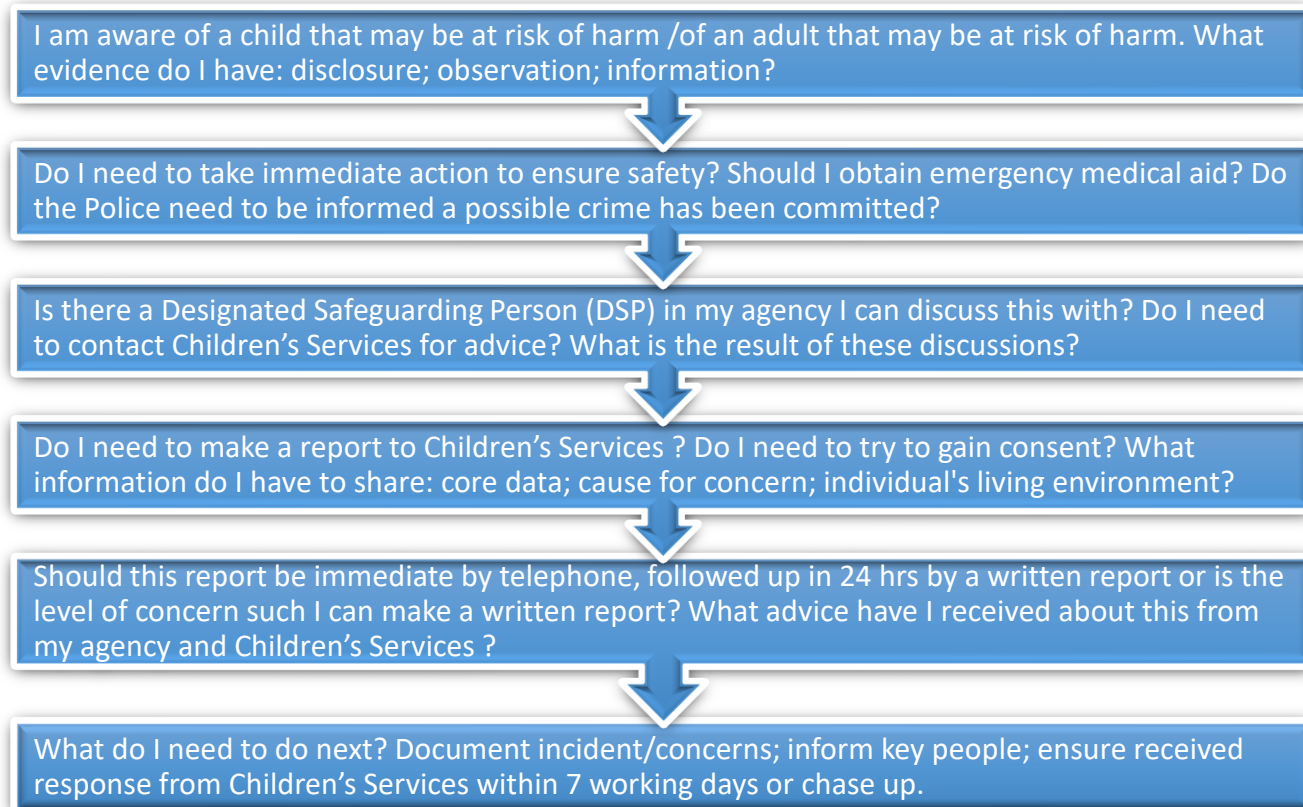 I am aware of a child that may be at risk of harm /of an adult that may be at risk of harm. What
evidence do I have: disclosure; observation; information?
Do I need to take immediate action to ensure safety? Should I obtain emergency medical aid? Do
the Police need to be informed a possible crime has been committed?
Is there a Designated Safeguarding Person (DSP) in my agency I can discuss this with? Do I need
to contact Children’s Services for advice? What is the result of these discussions?
Do I need to make a report to Children’s Services ? Do I need to try to gain consent? What
information do I have to share: core data; cause for concern; individual's living environment?
Should this report be immediate by telephone, followed up in 24 hrs by a written report or is the
level of concern such I can make a written report? What advice have I received about this from
my agency and Children’s Services ?
What do I need to do next? Document incident/concerns; inform key people; ensure received
response from Children’s Services within 7 working days or chase up.